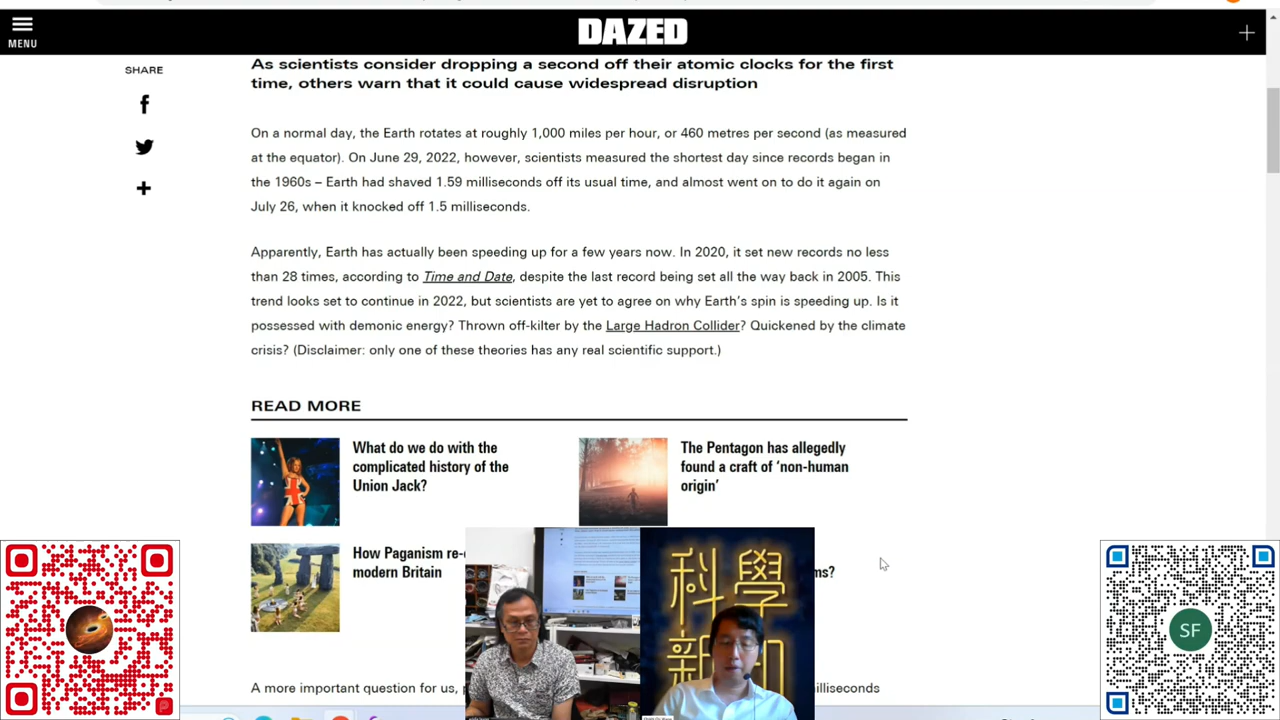 DAZED
MENU
SHARE
As scientists consider dropping a second off their atomic clocks for the first
time, others warn that it could cause widespread disruption
On a normal day, the Earth rotates at roughly 1,000 miles per hour, or 460 metres per second (as measured
at the equator). On June 29, 2022, however, scientists measured the shortest day since records began in
the 1960s – Earth had shaved 1.59 milliseconds off its usual time, and almost went on to do it again on
July 26, when it knocked off 1.5 milliseconds.
Apparently, Earth has actually been speeding up for a few years now. In 2020, it set new records no less
than 28 times, according to Time and Date, despite the last record being set all the way back in 2005. This
trend looks set to continue in 2022, but scientists are yet to agree on why Earth's spin is speeding up. Is it
possessed with demonic energy? Thrown off-kilter by the Large Hadron Collider? Quickened by the climate
crisis? (Disclaimer: only one of these theories has any real scientific support.)
READ MORE
What do we do with the
complicated history of the
Union Jack?
The Pentagon has allegedly
found a craft of ‘non-human
origin’
How Paganism re-
modern Britain
科學
新知
SF
A more important question for us,